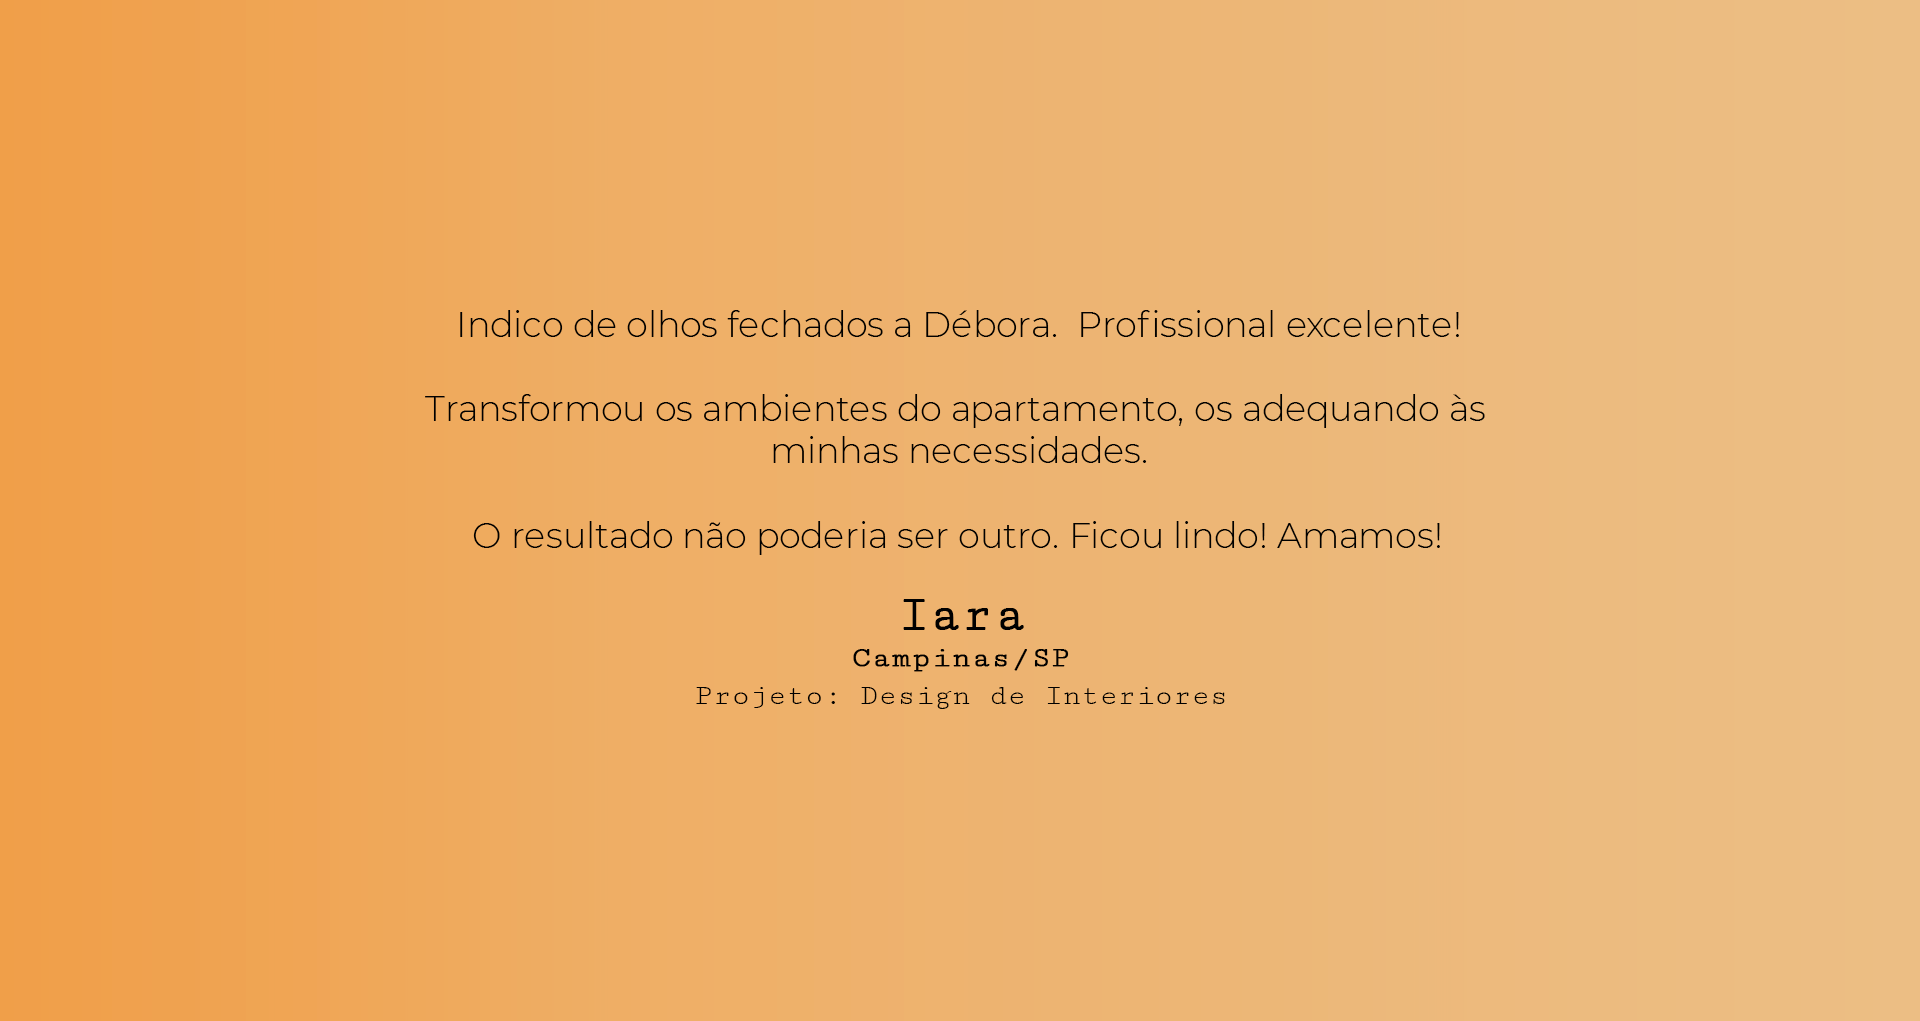 Indico de olhos fechados a Débora.  Profissional excelente!
Transformou os ambientes do apartamento, os adequando às
minhas necessidades.
O resultado não poderia ser outro. Ficou lindo! Amamos!
Iara
Campinas/SP
Projeto: Design de Interiores